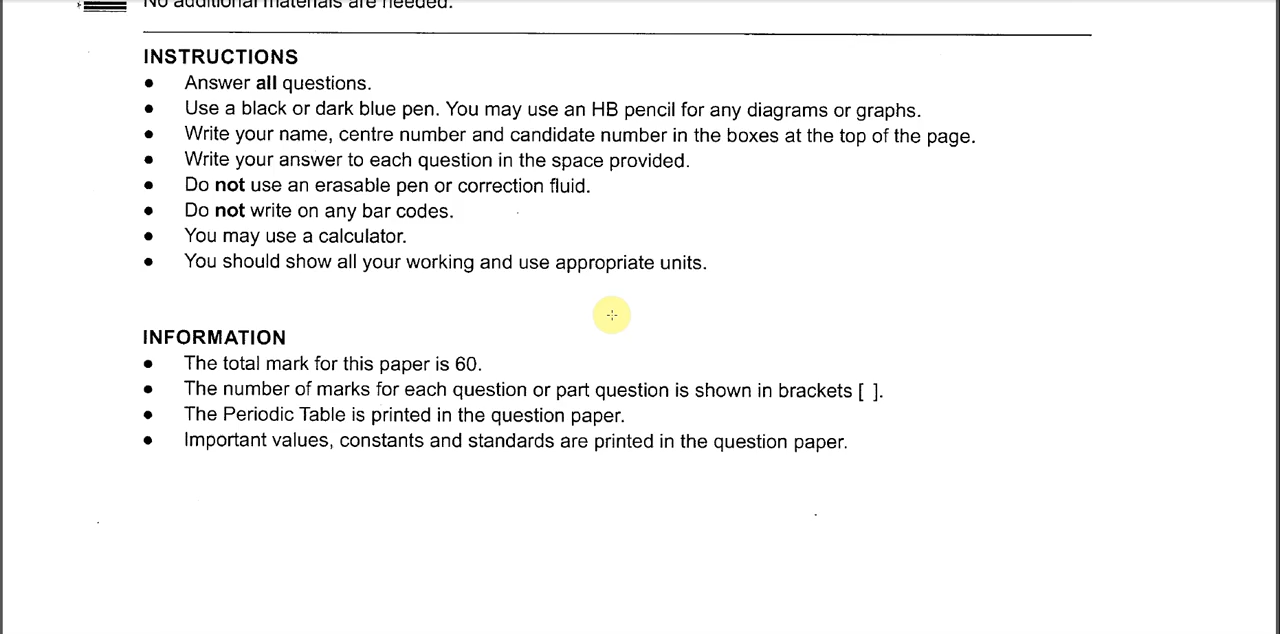 No additional materials are needed.
INSTRUCTIONS
● Answer all questions.
● Use a black or dark blue pen. You may use an HB pencil for any diagrams or graphs.
● Write your name, centre number and candidate number in the boxes at the top of the page.
● Write your answer to each question in the space provided.
● Do not use an erasable pen or correction fluid.
● Do not write on any bar codes.
● You may use a calculator.
● You should show all your working and use appropriate units.
INFORMATION
● The total mark for this paper is 60.
● The number of marks for each question or part question is shown in brackets [ ].
● The Periodic Table is printed in the question paper.
● Important values, constants and standards are printed in the question paper.